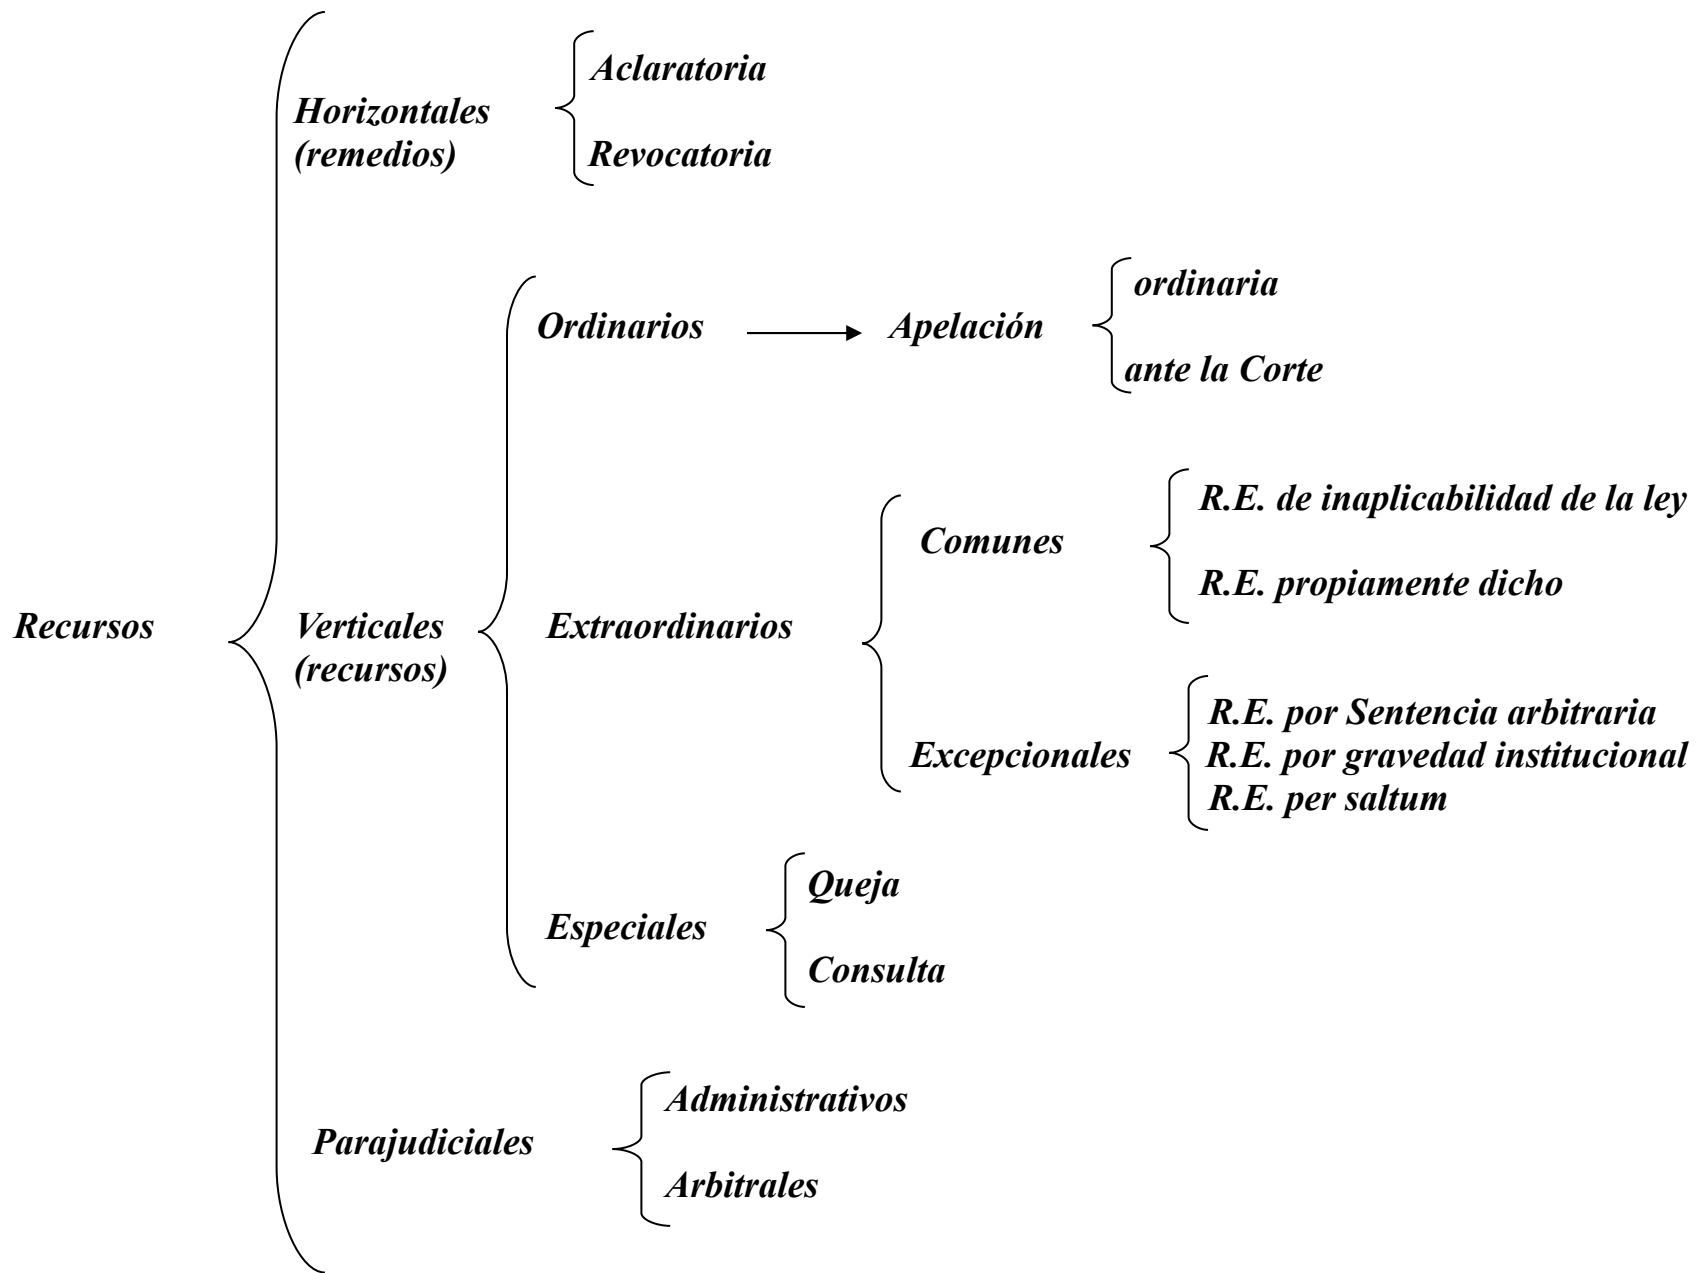 Aclaratoria
Horizontales
(remedios)
Revocatoria
ordinaria
Ordinarios
Apelación
ante la Corte
R.E. de inaplicabilidad de la ley
Comunes
R.E. propiamente dicho
Recursos
Verticales
(recursos)
Extraordinarios
R.E. por Sentencia arbitraria
Excepcionales
R.E. por gravedad institucional
R.E. per saltum
Queja
Especiales
Consulta
Administrativos
Parajudiciales
Arbitrales